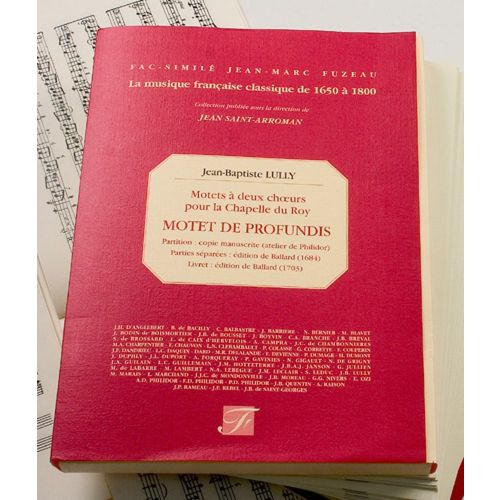 FAC-SIMILÉ JEAN-MARC FUZEAU
La musique française classique de 1650 à 1800
Collection publiée sous la direction de
JEAN SAINT-ARROMAN
Jean-Baptiste LULLY
Motets à deux chœurs
pour la Chapelle du Roy
MOTET DE PROFUNDIS
Partition : copie manuscrite (atelier de Philidor)
Parties séparées : édition de Ballard (1684)
Livret : édition de Ballard (1703)
J.H. D'ANGLEBERT - B. de BACILLY - C. BALBASTRE - J. BARRIERE - N. BERNIER - M. BLAVET
J. BODIN de BOISMORTIER - J.B. de BOUSSET - J. BOYVIN - C.A. BRANCHE - J.B. BREVAL
S. de BROSSARD - L. de CAIX d'HERVELOIS - A. CAMPRA - J.C. de CHAMBONNIERES
M.A. CHARPENTIER - F. CHAUVON - L.N. CLERAMBAULT - P. COLASSE - G. CORRETTE - F. COUPERIN
J.F. DANDRIEU - L.C. DAQUIN - DARD - M.R. DELALANDE - F. DEVIENNE - P. DUMAGE - H. DUMONT
J. DUPHLY - J.L. DUPORT - A. FORQUERAY - P. GAVINIES - N. GIGAULT - N. DE GRIGNY
J.A. GUILAIN - L.G. GUILLEMAIN - J.M. HOTTETERRE - J.B.A.J. JANSON - G. JULLIEN
M. de LABARRE - M. LAMBERT - N.A. LEBEGUE - J.M. LECLAIR - S. LEDUC - J.B. LULLY
M. MARAIS - L. MARCHAND - J.J.C. de MONDONVILLE - J.B. MOREAU - G.G. NIVERS - E. OZI
A.D. PHILIDOR - F.D. PHILIDOR - P.D. PHILIDOR - J.B. QUENTIN - A. RAISON
J.P. RAMEAU - J.F. REBEL - J.B. de SAINT-GEORGES
F